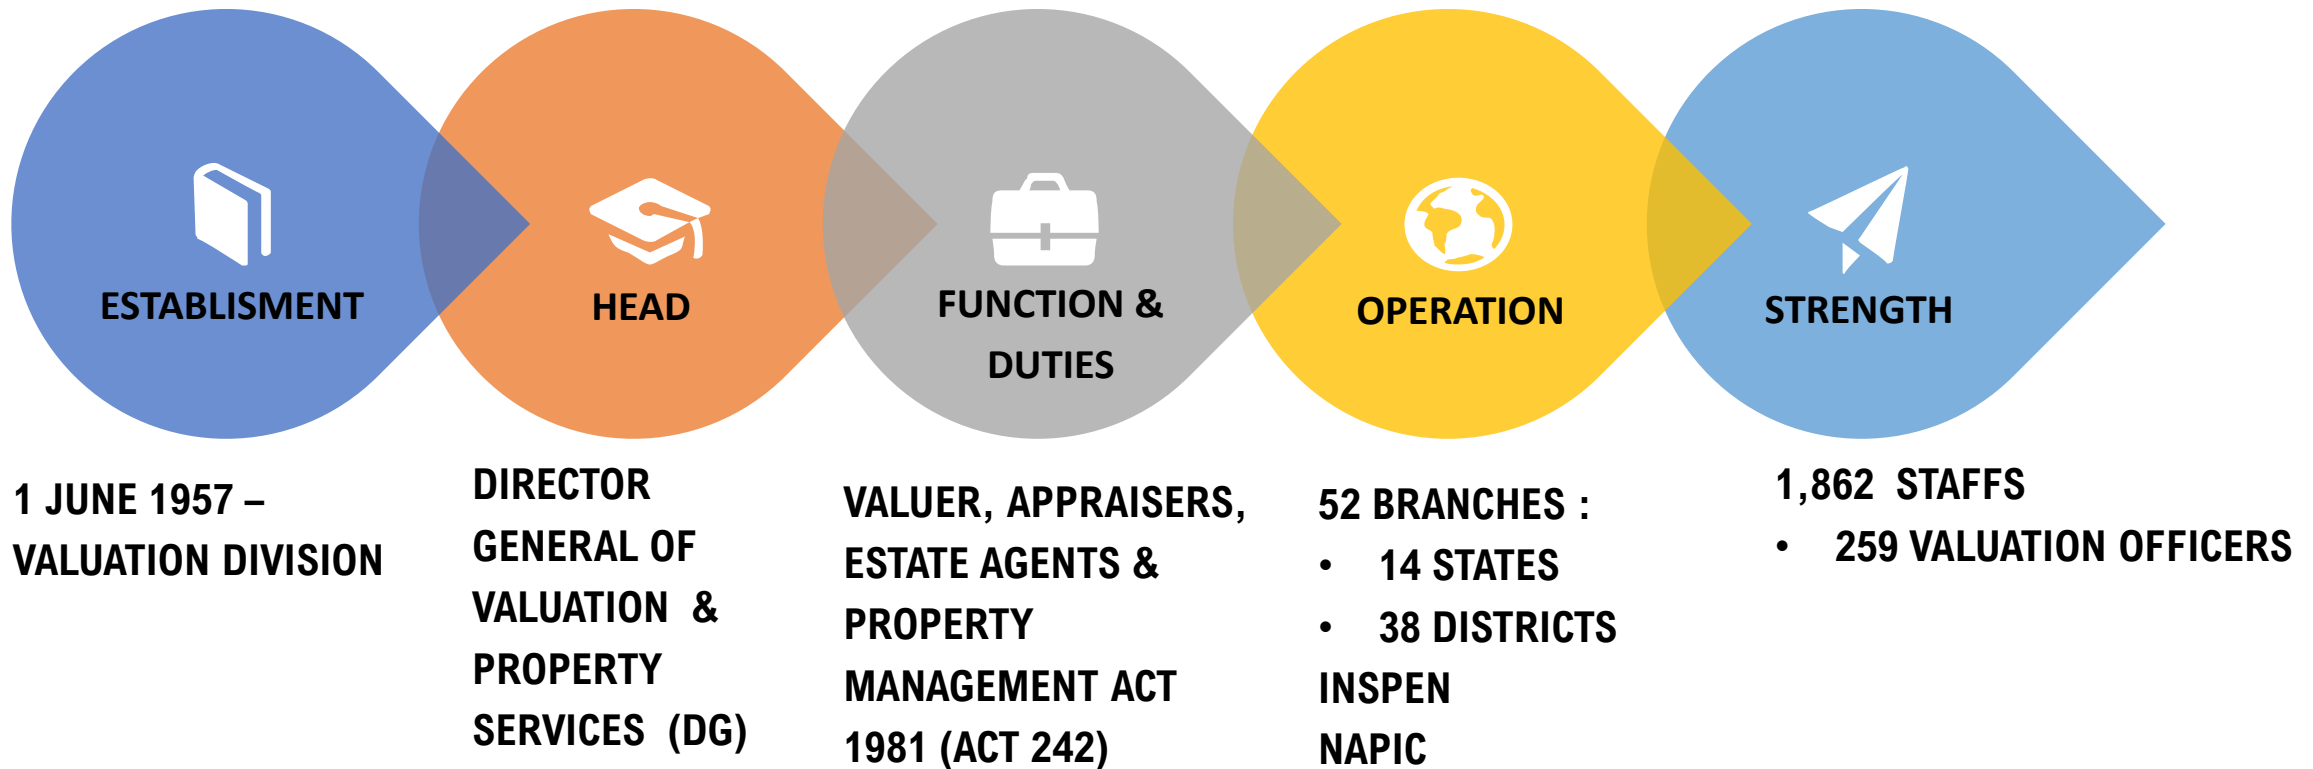 ESTABLISMENT
1 JUNE 1957 –
VALUATION DIVISION
HEAD
DIRECTOR
GENERAL OF
VALUATION &
PROPERTY
SERVICES (DG)
FUNCTION &
DUTIES
VALUER, APPRAISERS,
ESTATE AGENTS &
PROPERTY
MANAGEMENT ACT
1981 (ACT 242)
OPERATION
52 BRANCHES :
• 14 STATES
• 38 DISTRICTS
INSPEN
NAPIC
STRENGTH
1,862 STAFFS
• 259 VALUATION OFFICERS